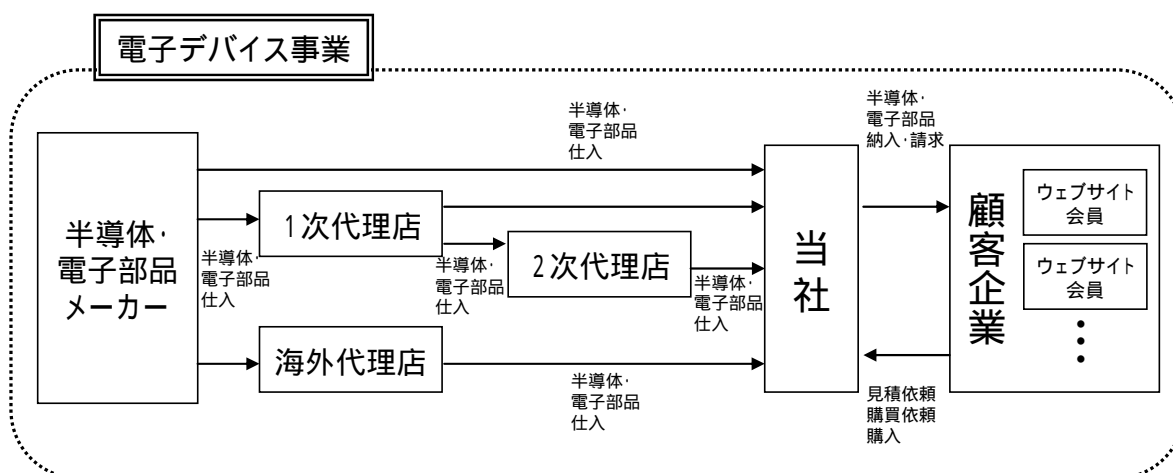 電子デバイス事業
半導体・
電子部品
仕入
半導体・
電子部品
納入・請求
半導体・
電子部品
メーカー
1次代理店
半導体・
電子部品
仕入
半導体・
電子部品
仕入
2次代理店
半導体・
電子部品
仕入
海外代理店
半導体・
電子部品
仕入
当
社
顧客企業
ウェブサイト
会員
ウェブサイト
会員
見積依頼
購買依頼
購入